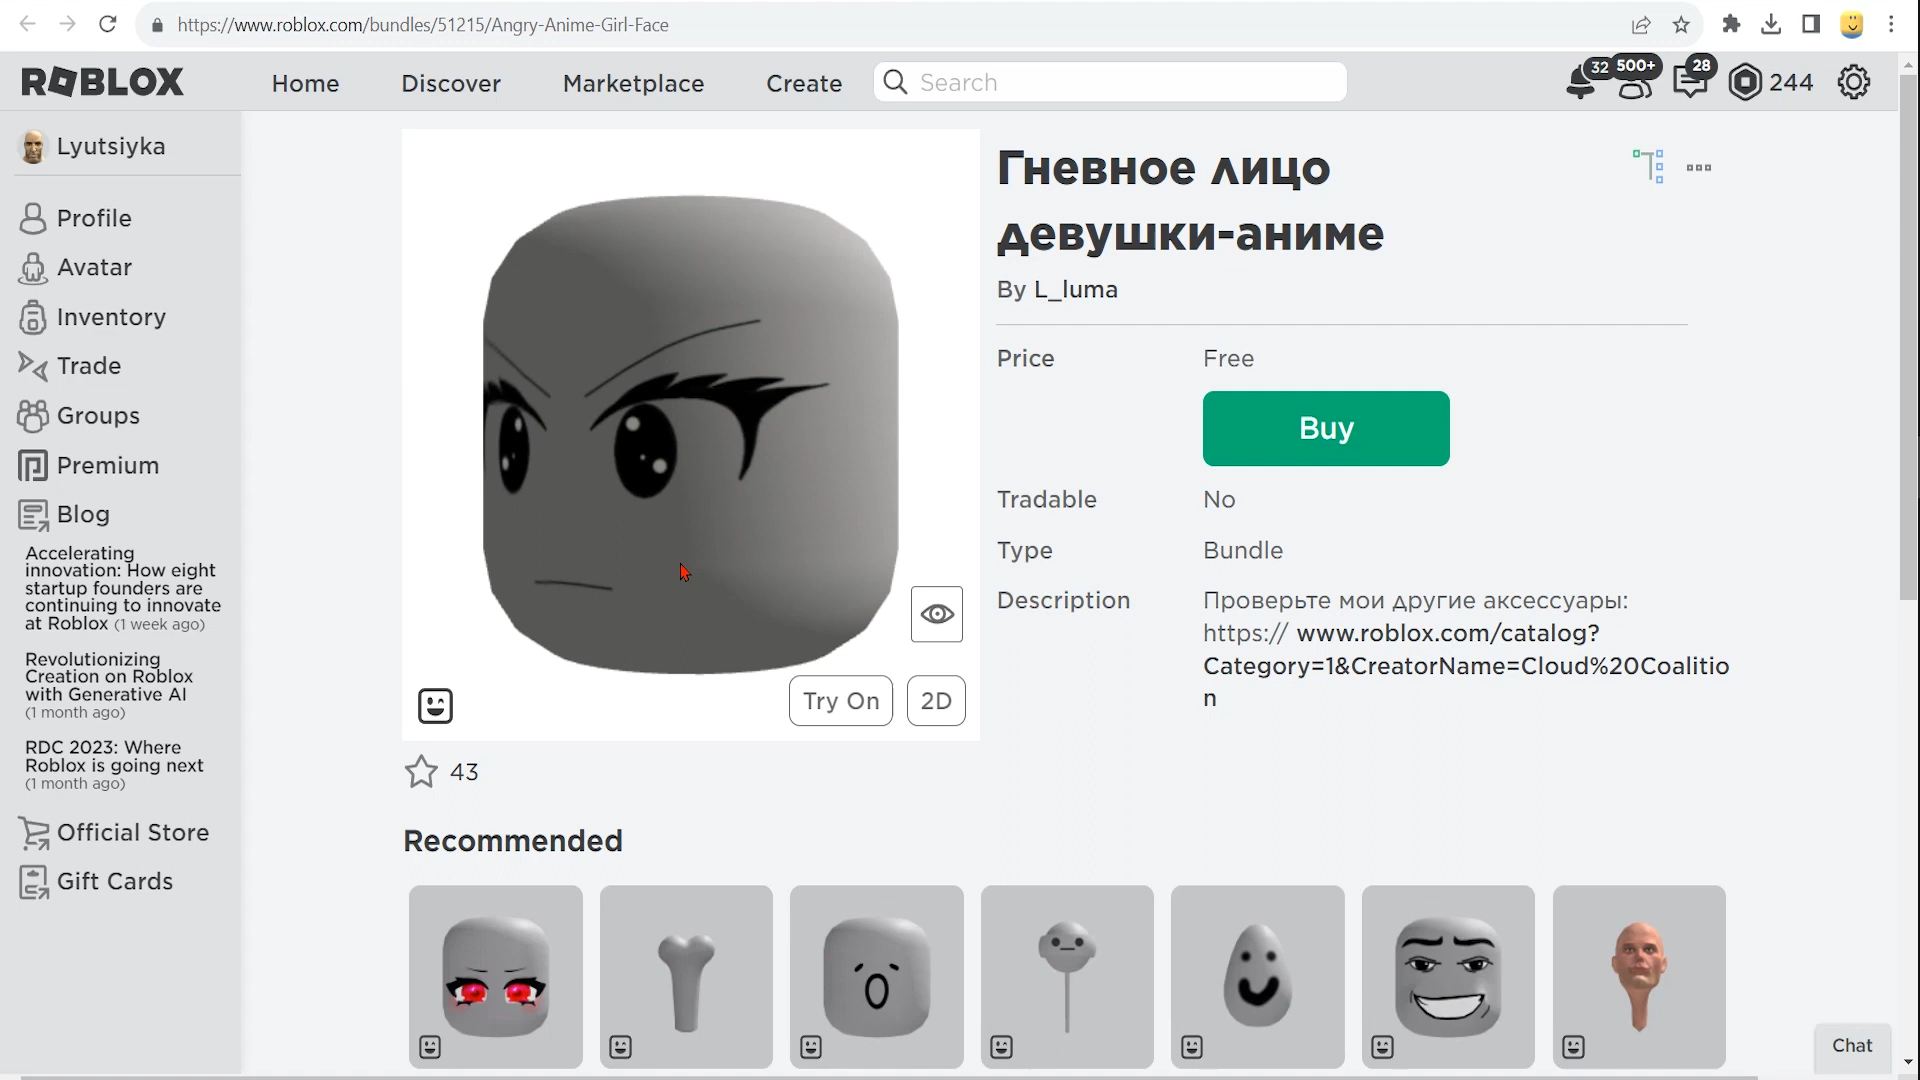 https://www.roblox.com/bundles/51215/Angry-Anime-Girl-Face
ROBLOX
Home
Discover
Marketplace
Create
Search
32
500+
28
244
Lyutsiyka
Profile
Avatar
Inventory
Trade
Groups
Premium
Blog
Accelerating
innovation: How eight
startup founders are
continuing to innovate
at Roblox (1 week ago)
Revolutionizing
Creation on Roblox
with Generative AI
(1 month ago)
RDC 2023: Where
Roblox is going next
(1 month ago)
Official Store
Gift Cards
Try On
2D
43
Гневное лицо
девушки-аниме
By L_luma
Price
Free
Buy
Tradable
No
Type
Bundle
Description
Проверьте мои другие аксессуары:
https:// www.roblox.com/catalog?
Category=1&CreatorName=Cloud%20Coalitio
n
Recommended
Chat